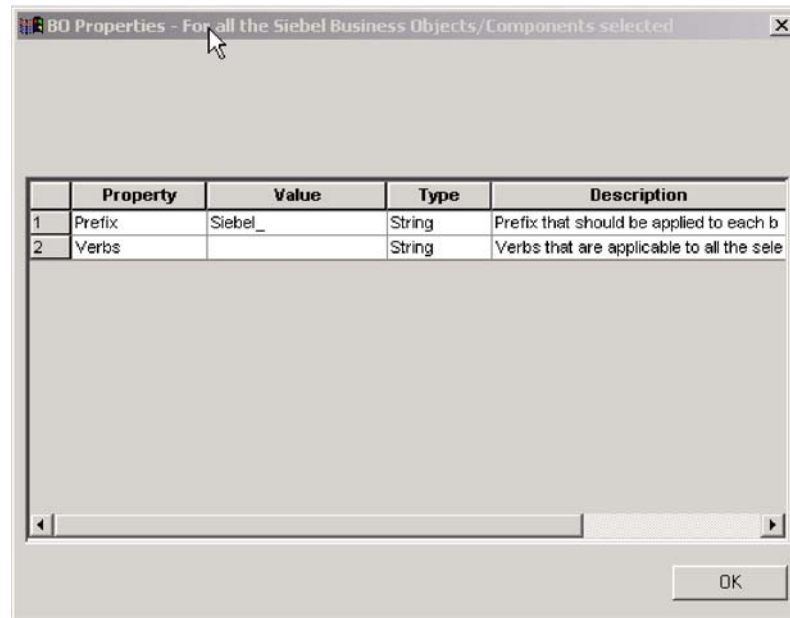 BO Properties - For all the Siebel Business Objects/Components selected
Property Value Type Description
1 Prefix Siebel_ String Prefix that should be applied to each b
2 Verbs String Verbs that are applicable to all the sele
OK